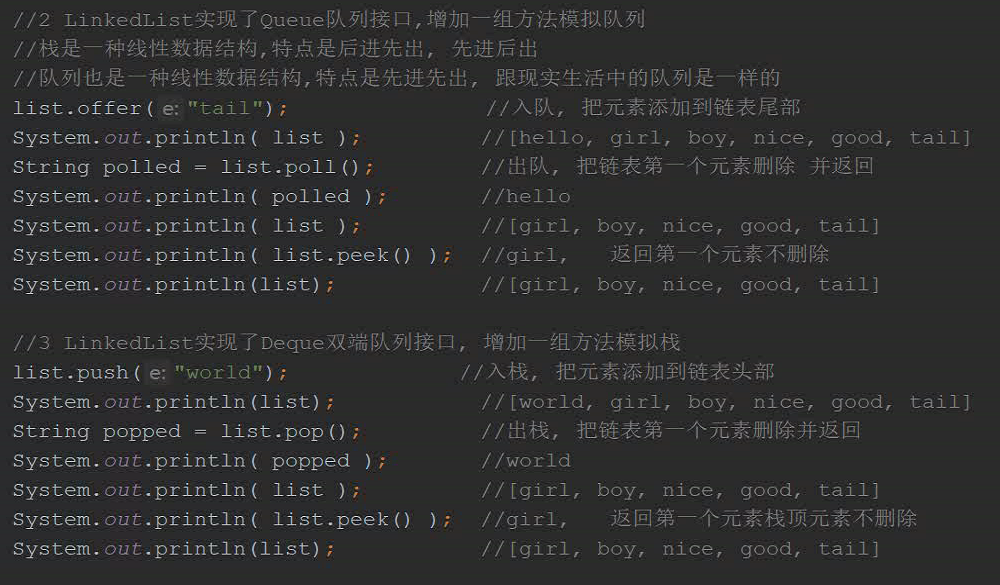 //2 LinkedList实现了Queue队列接口,增加一组方法模拟队列
//栈是一种线性数据结构,特点是后进先出, 先进后出
//队列也是一种线性数据结构,特点是先进先出, 跟现实生活中的队列是一样的
list.offer( e: "tail"); //入队, 把元素添加到链表尾部
System.out.println( list ); //[hello, girl, boy, nice, good, tail]
String polled = list.poll(); //出队, 把链表第一个元素删除 并返回
System.out.println( polled ); //hello
System.out.println( list ); //[girl, boy, nice, good, tail]
System.out.println( list.peek() ); //girl, 返回第一个元素不删除
System.out.println(list); //[girl, boy, nice, good, tail]
//3 LinkedList实现了Deque双端队列接口, 增加一组方法模拟栈
list.push( e: "world"); //入栈, 把元素添加到链表头部
System.out.println(list); //[world, girl, boy, nice, good, tail]
String popped = list.pop(); //出栈, 把链表第一个元素删除并返回
System.out.println( popped ); //world
System.out.println( list ); //[girl, boy, nice, good, tail]
System.out.println( list.peek() ); //girl, 返回第一个元素栈顶元素不删除
System.out.println(list); //[girl, boy, nice, good, tail]